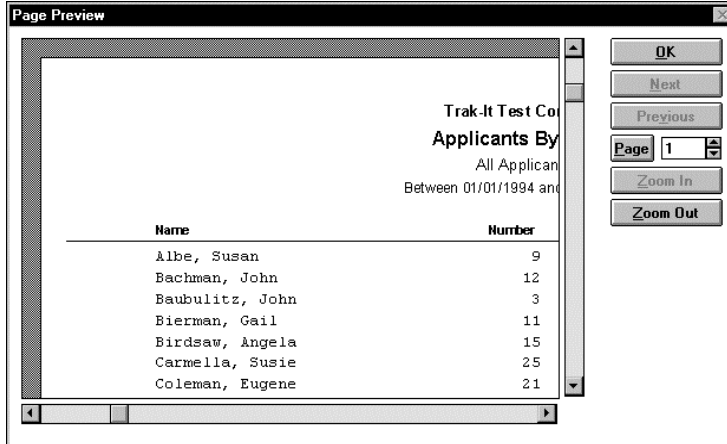 Page Preview
OK
Next
Previous
Page 1
Zoom In
Zoom Out
Trak-It Test Co
Applicants By
All Applican
Between 01/01/1994 and
Name Number
Albe, Susan 9
Bachman, John 12
Baubulitz, John 3
Bierman, Gail 11
Birdsaw, Angela 15
Carmella, Susie 25
Coleman, Eugene 21